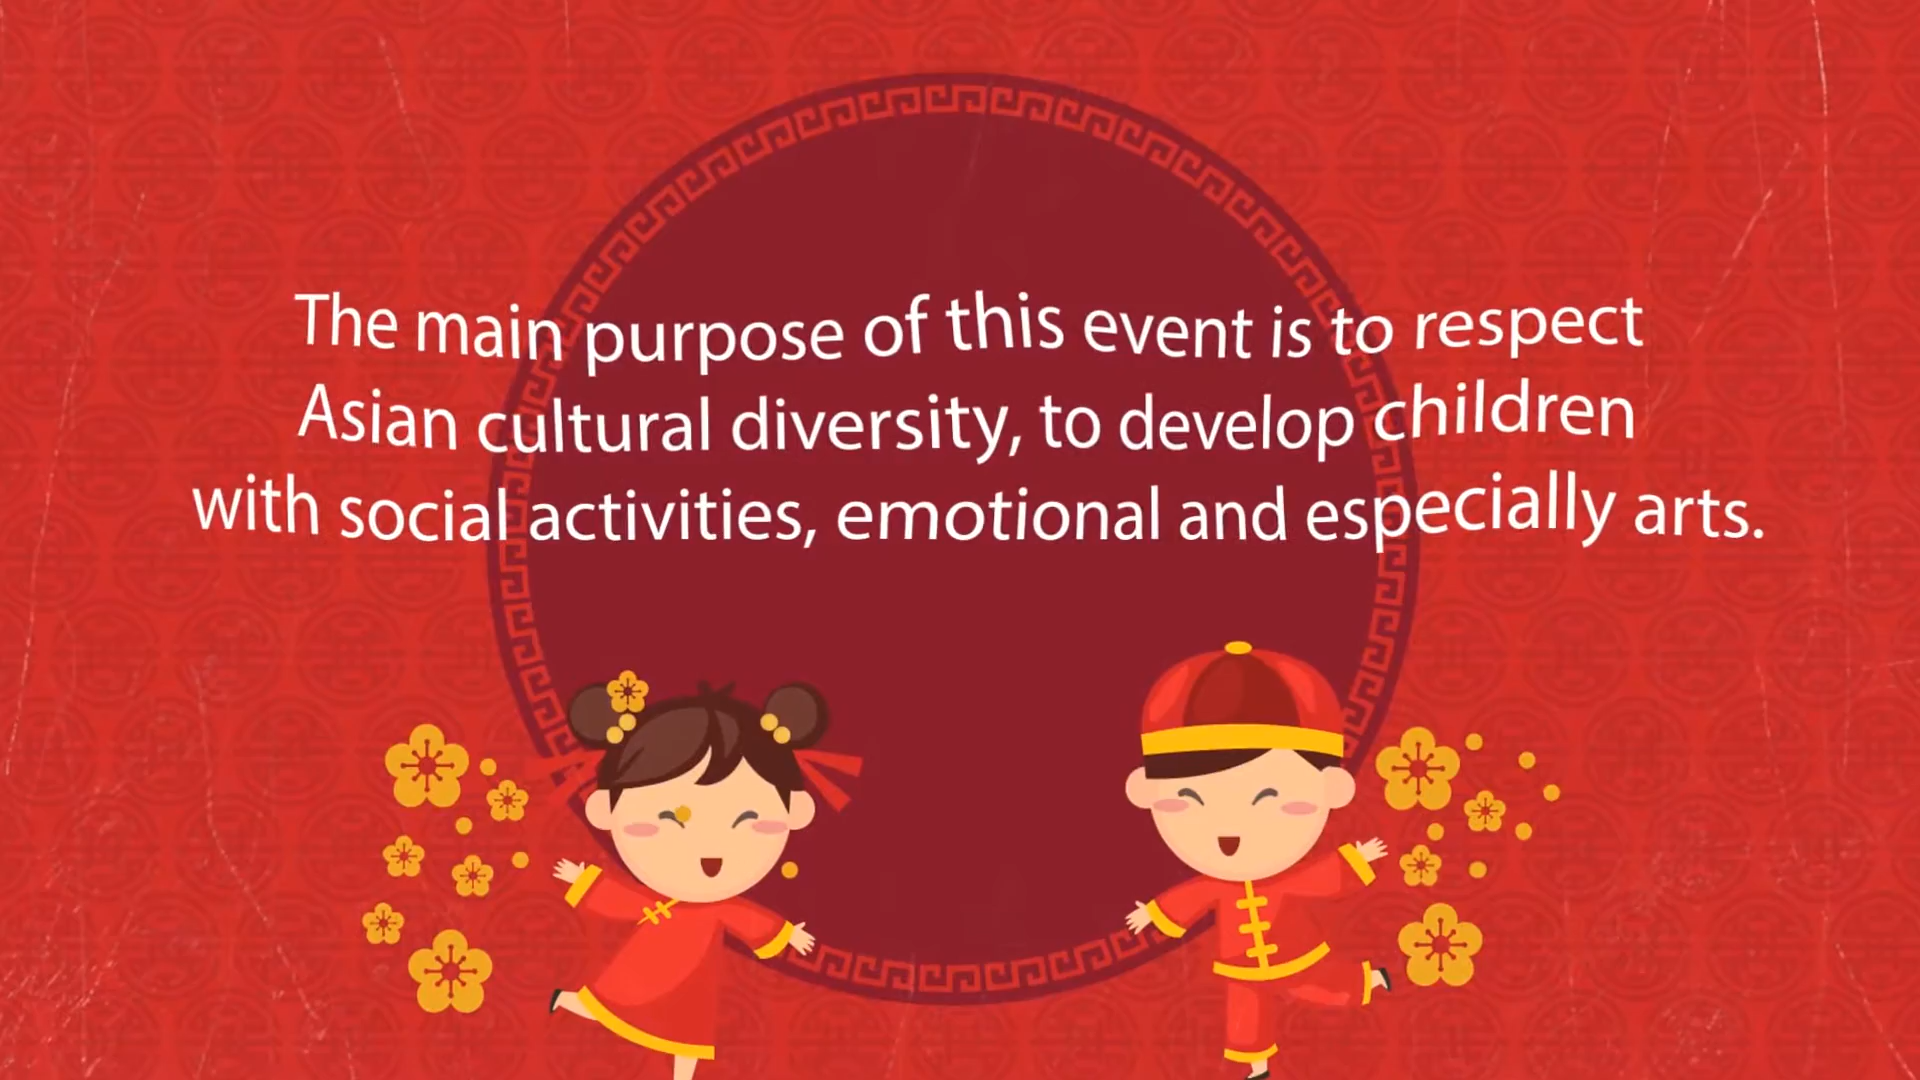 The main purpose of this event is to respect
Asian cultural diversity, to develop children
with social activities, emotional and especially arts.